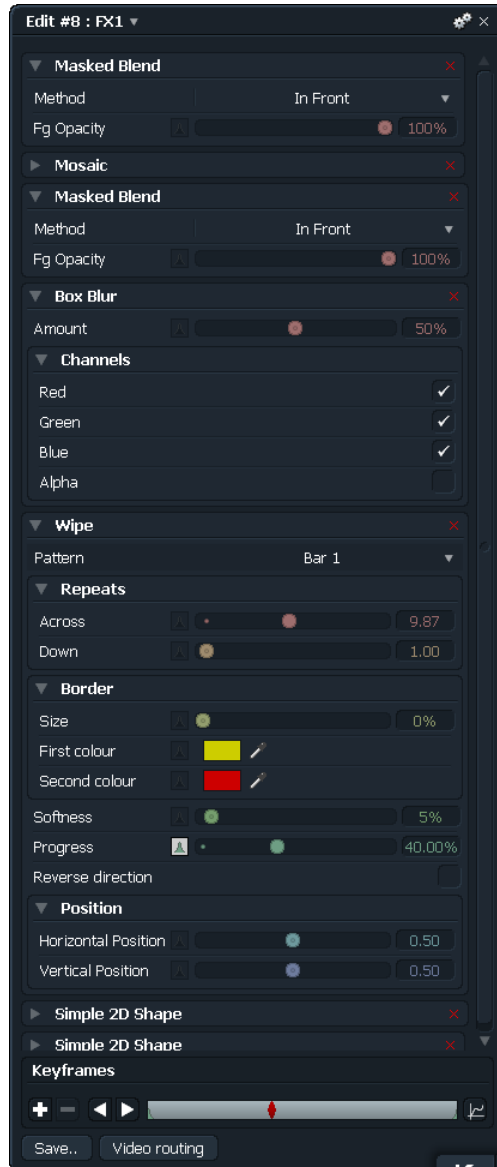 Edit #8 : FX1
Masked Blend
Method In Front
Fg Opacity 100%
Mosaic
Masked Blend
Method In Front
Fg Opacity 100%
Box Blur
Amount 50%
Channels
Red
Green
Blue
Alpha
Wipe
Pattern Bar 1
Repeats
Across 9.87
Down 1.00
Border
Size 0%
First colour
Second colour
Softness 5%
Progress 40.00%
Reverse direction
Position
Horizontal Position 0.50
Vertical Position 0.50
Simple 2D Shape
Simple 2D Shape
Keyframes
Save.. Video routing